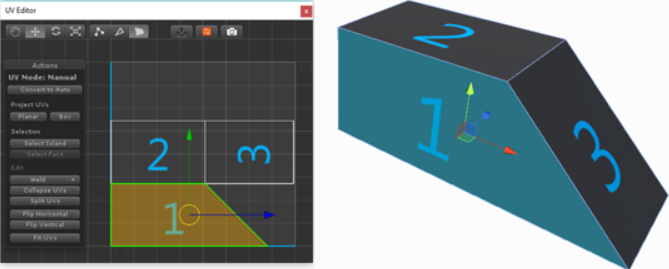 UV Editor
x
Actions
UV Mode: Manual
Convert to Auto
Project UVs
Planar
Box
Selection
Select Island
Select Face
Edit
Weld
Collapse UVs
Split UVs
Flip Horizontal
Flip Vertical
Fit UVs
2
3
1
2
1
3